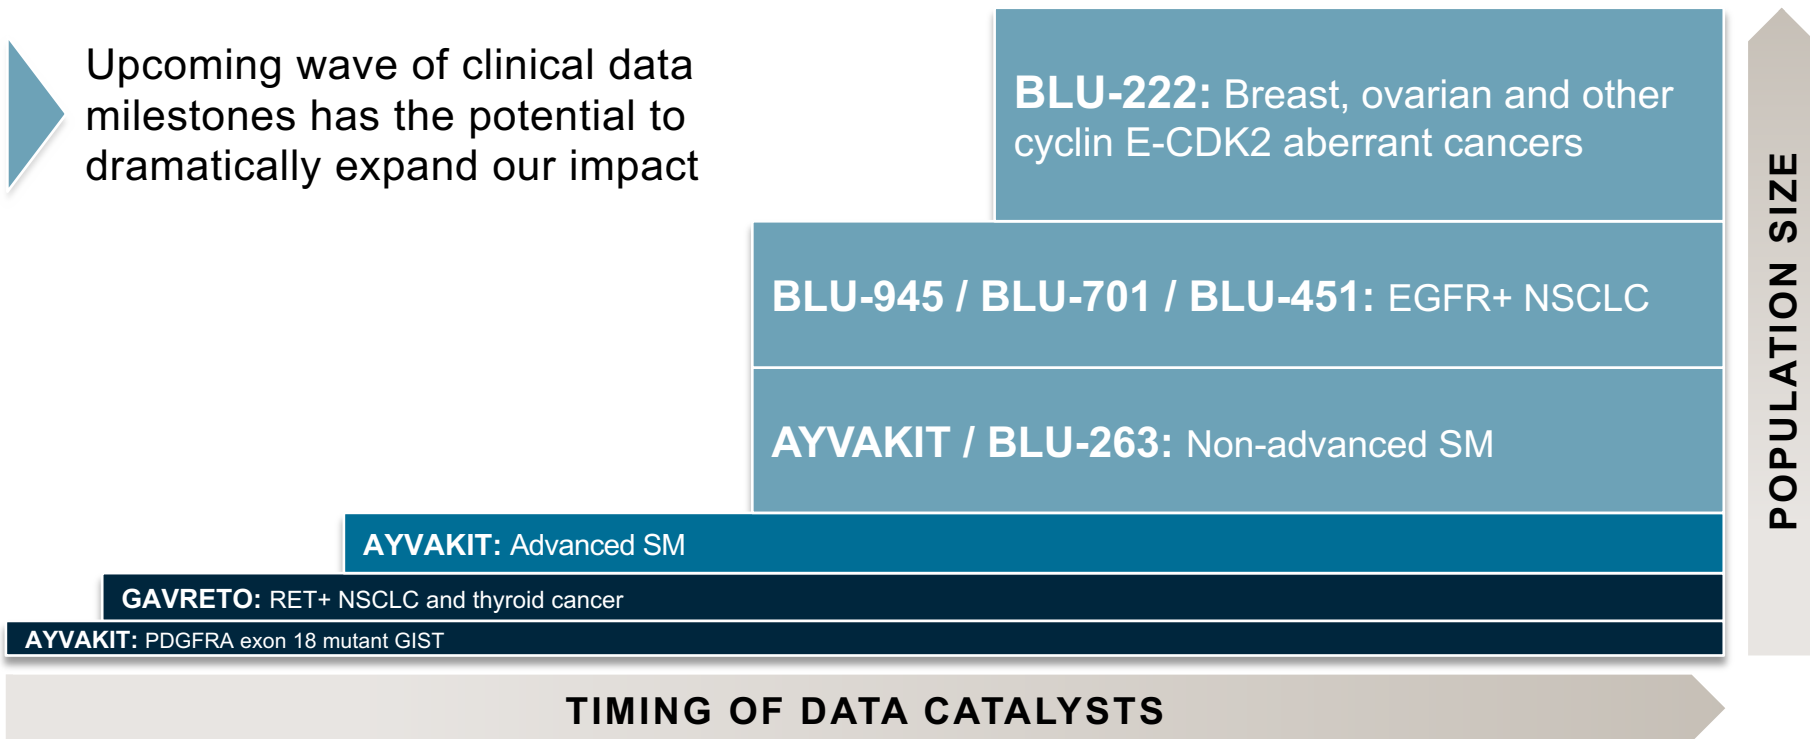 Upcoming wave of clinical data
milestones has the potential to
dramatically expand our impact
BLU-222: Breast, ovarian and other
cyclin E-CDK2 aberrant cancers
BLU-945 / BLU-701 / BLU-451: EGFR+ NSCLC
AYVAKIT / BLU-263: Non-advanced SM
AYVAKIT: Advanced SM
GAVRETO: RET+ NSCLC and thyroid cancer
AYVAKIT: PDGFRA exon 18 mutant GIST
TIMING OF DATA CATALYSTS
POPULATION SIZE